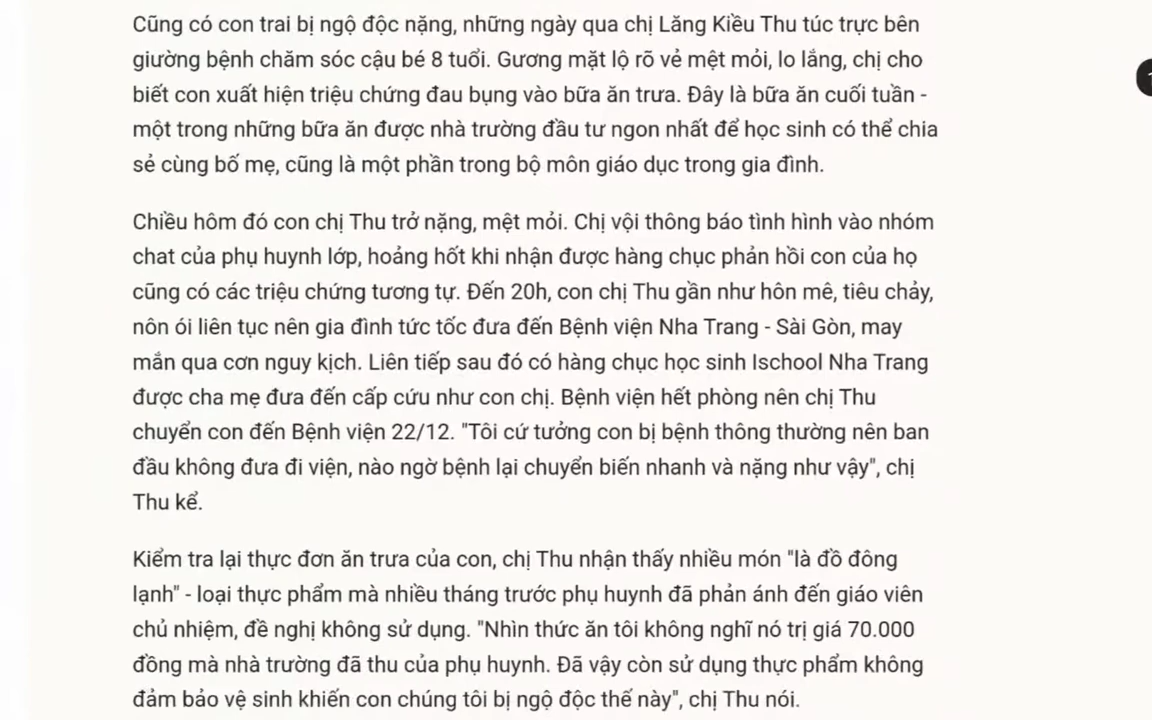 Cũng có con trai bị ngộ độc nặng, những ngày qua chị Lăng Kiều Thu túc trực bên
giường bệnh chăm sóc cậu bé 8 tuổi. Gương mặt lộ rõ vẻ mệt mỏi, lo lắng, chị cho
biết con xuất hiện triệu chứng đau bụng vào bữa ăn trưa. Đây là bữa ăn cuối tuần -
một trong những bữa ăn được nhà trường đầu tư ngon nhất để học sinh có thể chia
sẻ cùng bố mẹ, cũng là một phần trong bộ môn giáo dục trong gia đình.
Chiều hôm đó con chị Thu trở nặng, mệt mỏi. Chị vội thông báo tình hình vào nhóm
chat của phụ huynh lớp, hoảng hốt khi nhận được hàng chục phản hồi con của họ
cũng có các triệu chứng tương tự. Đến 20h, con chị Thu gần như hôn mê, tiêu chảy,
nôn ói liên tục nên gia đình tức tốc đưa đến Bệnh viện Nha Trang - Sài Gòn, may
mắn qua cơn nguy kịch. Liên tiếp sau đó có hàng chục học sinh Ischool Nha Trang
được cha mẹ đưa đến cấp cứu như con chị. Bệnh viện hết phòng nên chị Thu
chuyển con đến Bệnh viện 22/12. "Tôi cứ tưởng con bị bệnh thông thường nên ban
đầu không đưa đi viện, nào ngờ bệnh lại chuyển biến nhanh và nặng như vậy", chị
Thu kể.
Kiểm tra lại thực đơn ăn trưa của con, chị Thu nhận thấy nhiều món "là đồ đông
lạnh" - loại thực phẩm mà nhiều tháng trước phụ huynh đã phản ánh đến giáo viên
chủ nhiệm, đề nghị không sử dụng. "Nhìn thức ăn tôi không nghĩ nó trị giá 70.000
đồng mà nhà trường đã thu của phụ huynh. Đã vậy còn sử dụng thực phẩm không
đảm bảo vệ sinh khiến con chúng tôi bị ngộ độc thế này", chị Thu nói.